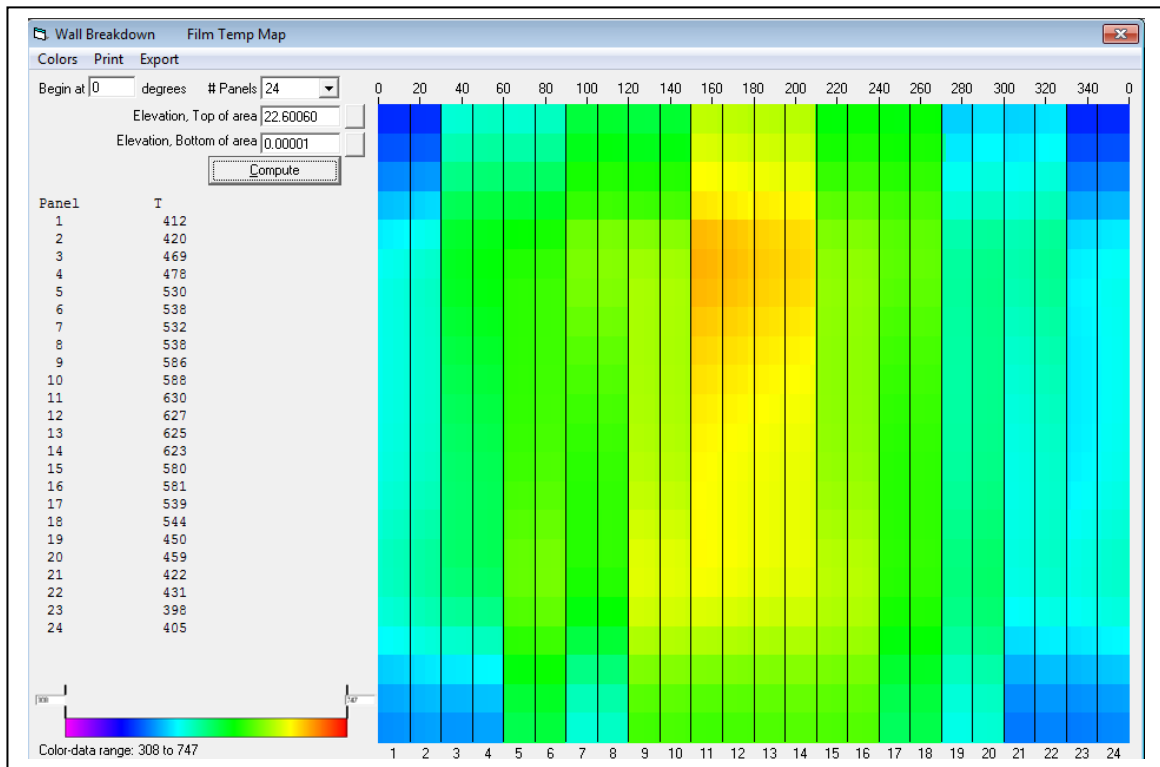 Wall Breakdown Film Temp Map
Colors Print Export
Begin at 0 degrees # Panels 24
Elevation, Top of area 22.60060
Elevation, Bottom of area 0.00001
Compute
Panel T
1 412
2 420
3 469
4 478
5 530
6 538
7 532
8 538
9 586
10 588
11 630
12 627
13 625
14 623
15 580
16 581
17 539
18 544
19 450
20 459
21 422
22 431
23 398
24 405
308 747
Color-data range: 308 to 747
0 20 40 60 80 100 120 140 160 180 200 220 240 260 280 300 320 340 0
1 2 3 4 5 6 7 8 9 10 11 12 13 14 15 16 17 18 19 20 21 22 23 24